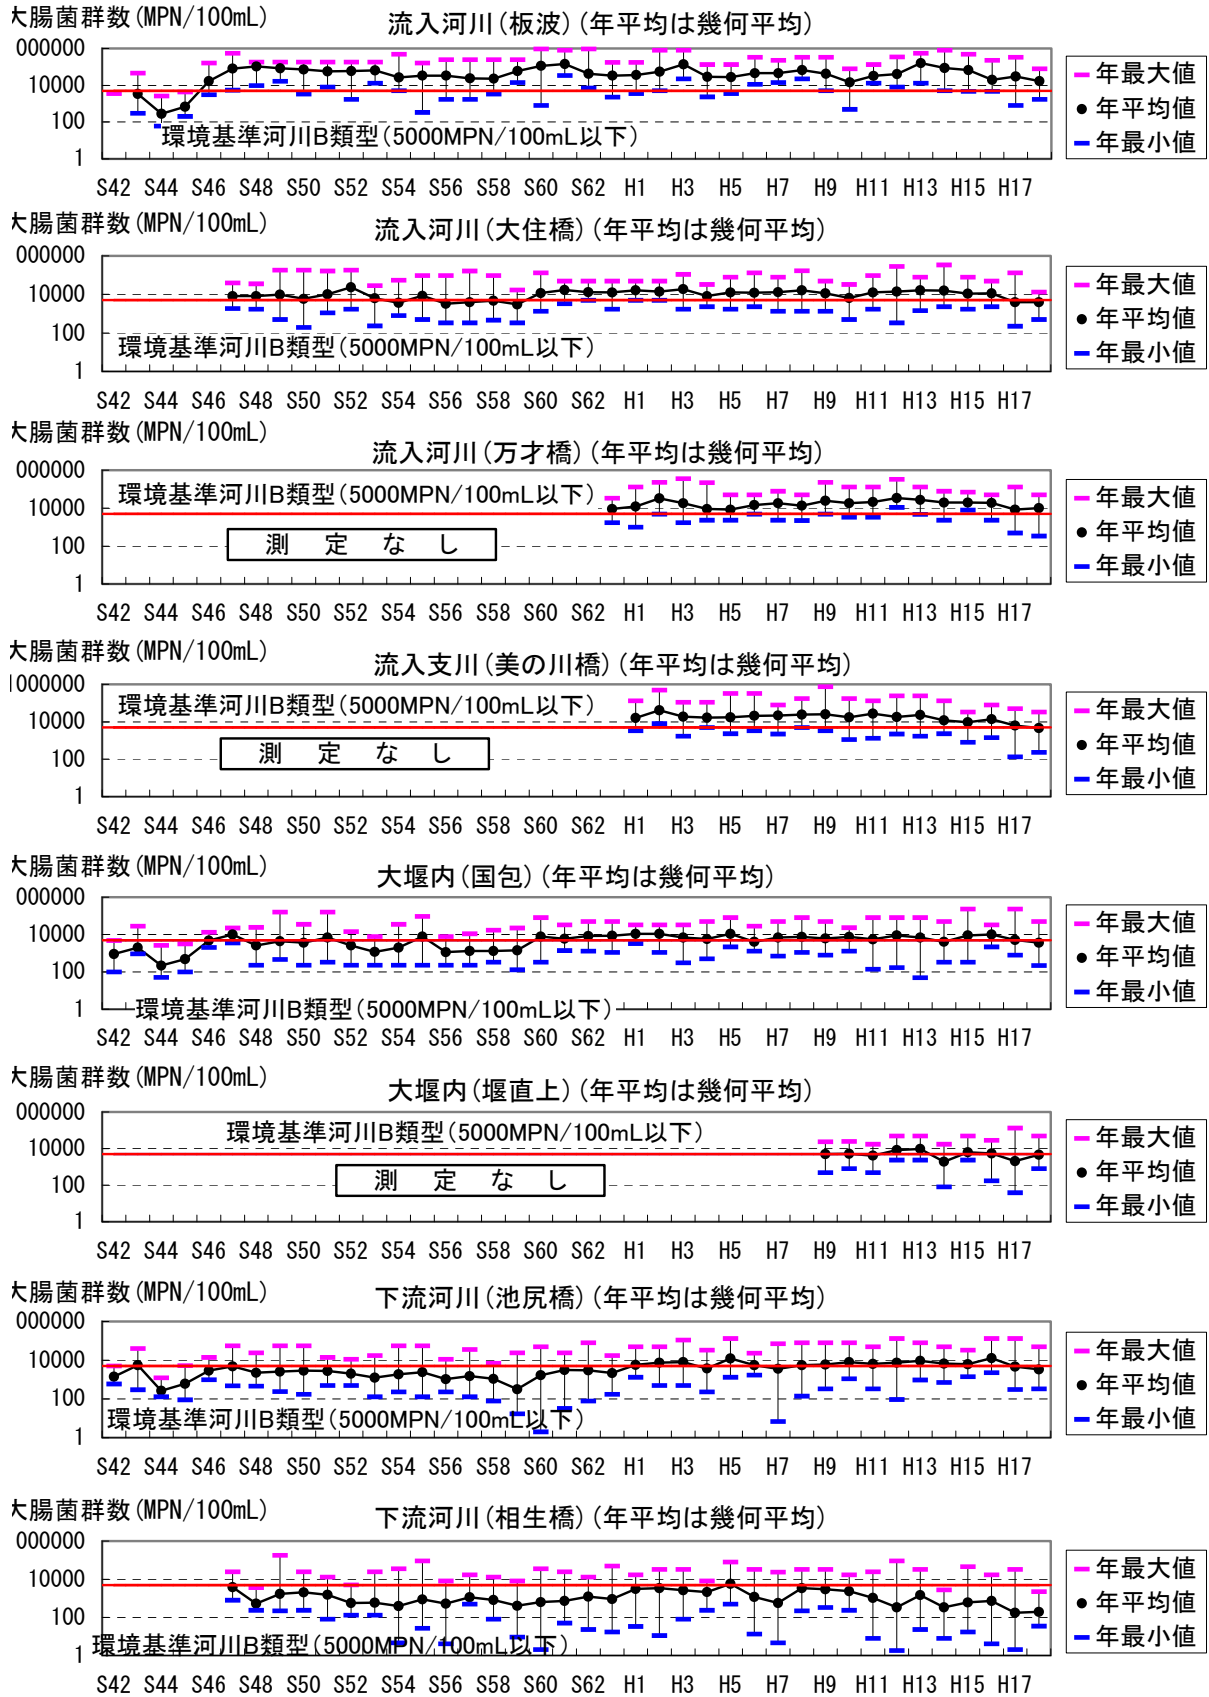 大腸菌群数(MPN/100mL)
流入河川(板波)(年平均は幾何平均)
000000
10000
100
1
環境基準河川B類型(5000MPN/100mL以下)
S42 S44 S46 S48 S50 S52 S54 S56 S58 S60 S62 H1 H3 H5 H7 H9 H11 H13 H15 H17
年最大値
年平均値
年最小値
大腸菌群数(MPN/100mL)
流入河川(大住橋)(年平均は幾何平均)
000000
10000
100
1
環境基準河川B類型(5000MPN/100mL以下)
S42 S44 S46 S48 S50 S52 S54 S56 S58 S60 S62 H1 H3 H5 H7 H9 H11 H13 H15 H17
年最大値
年平均値
年最小値
大腸菌群数(MPN/100mL)
流入河川(万才橋)(年平均は幾何平均)
000000
10000
100
1
環境基準河川B類型(5000MPN/100mL以下)
測 定 な し
S42 S44 S46 S48 S50 S52 S54 S56 S58 S60 S62 H1 H3 H5 H7 H9 H11 H13 H15 H17
年最大値
年平均値
年最小値
大腸菌群数(MPN/100mL)
流入支川(美の川橋)(年平均は幾何平均)
1000000
10000
100
1
環境基準河川B類型(5000MPN/100mL以下)
測 定 な し
S42 S44 S46 S48 S50 S52 S54 S56 S58 S60 S62 H1 H3 H5 H7 H9 H11 H13 H15 H17
年最大値
年平均値
年最小値
大腸菌群数(MPN/100mL)
大堰内(国包)(年平均は幾何平均)
000000
10000
100
1
環境基準河川B類型(5000MPN/100mL以下)
S42 S44 S46 S48 S50 S52 S54 S56 S58 S60 S62 H1 H3 H5 H7 H9 H11 H13 H15 H17
年最大値
年平均値
年最小値
大腸菌群数(MPN/100mL)
大堰内(堰直上)(年平均は幾何平均)
000000
10000
100
1
環境基準河川B類型(5000MPN/100mL以下)
測 定 な し
S42 S44 S46 S48 S50 S52 S54 S56 S58 S60 S62 H1 H3 H5 H7 H9 H11 H13 H15 H17
年最大値
年平均値
年最小値
大腸菌群数(MPN/100mL)
下流河川(池尻橋)(年平均は幾何平均)
000000
10000
100
1
環境基準河川B類型(5000MPN/100mL以下)
S42 S44 S46 S48 S50 S52 S54 S56 S58 S60 S62 H1 H3 H5 H7 H9 H11 H13 H15 H17
年最大値
年平均値
年最小値
大腸菌群数(MPN/100mL)
下流河川(相生橋)(年平均は幾何平均)
000000
10000
100
1
環境基準河川B類型(5000MPN/100mL以下)
S42 S44 S46 S48 S50 S52 S54 S56 S58 S60 S62 H1 H3 H5 H7 H9 H11 H13 H15 H17
年最大値
年平均値
年最小値